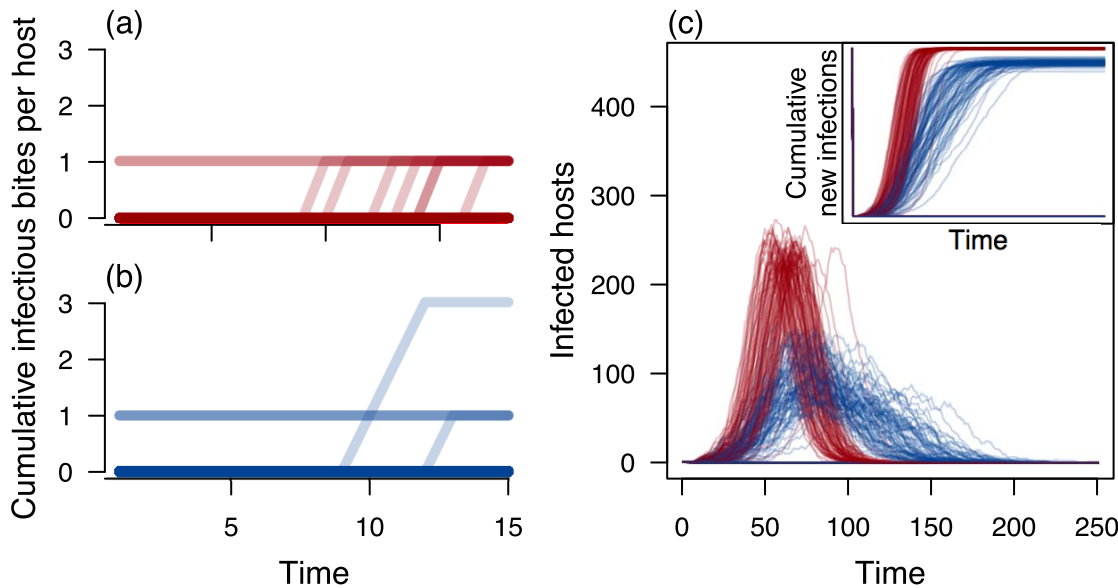 (a)
Cumulative infectious bites per host
3
2
1
0
(b)
3
2
1
0
5 10 15
Time
(c)
Infected hosts
400
300
200
100
0
0 50 100 150 200 250
Time
Cumulative
new infections
Time